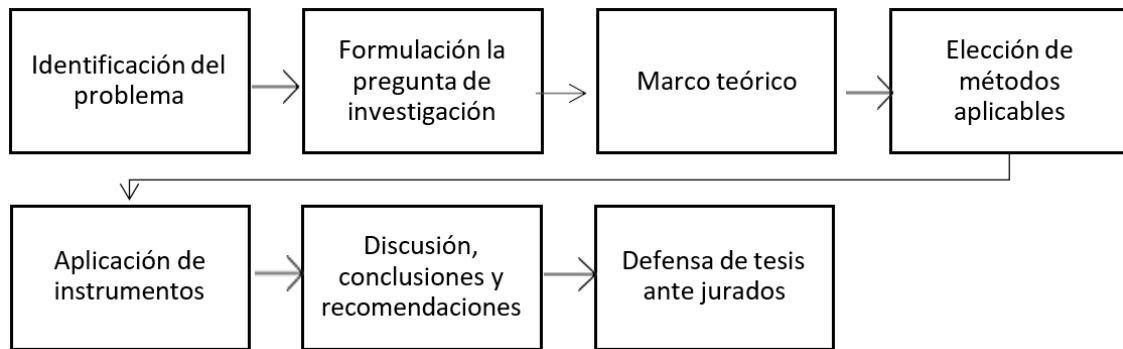 Identificación del
problema
Formulación la
pregunta de
investigación
Marco teórico
Elección de
métodos
aplicables
Aplicación de
instrumentos
Discusión,
conclusiones y
recomendaciones
Defensa de tesis
ante jurados